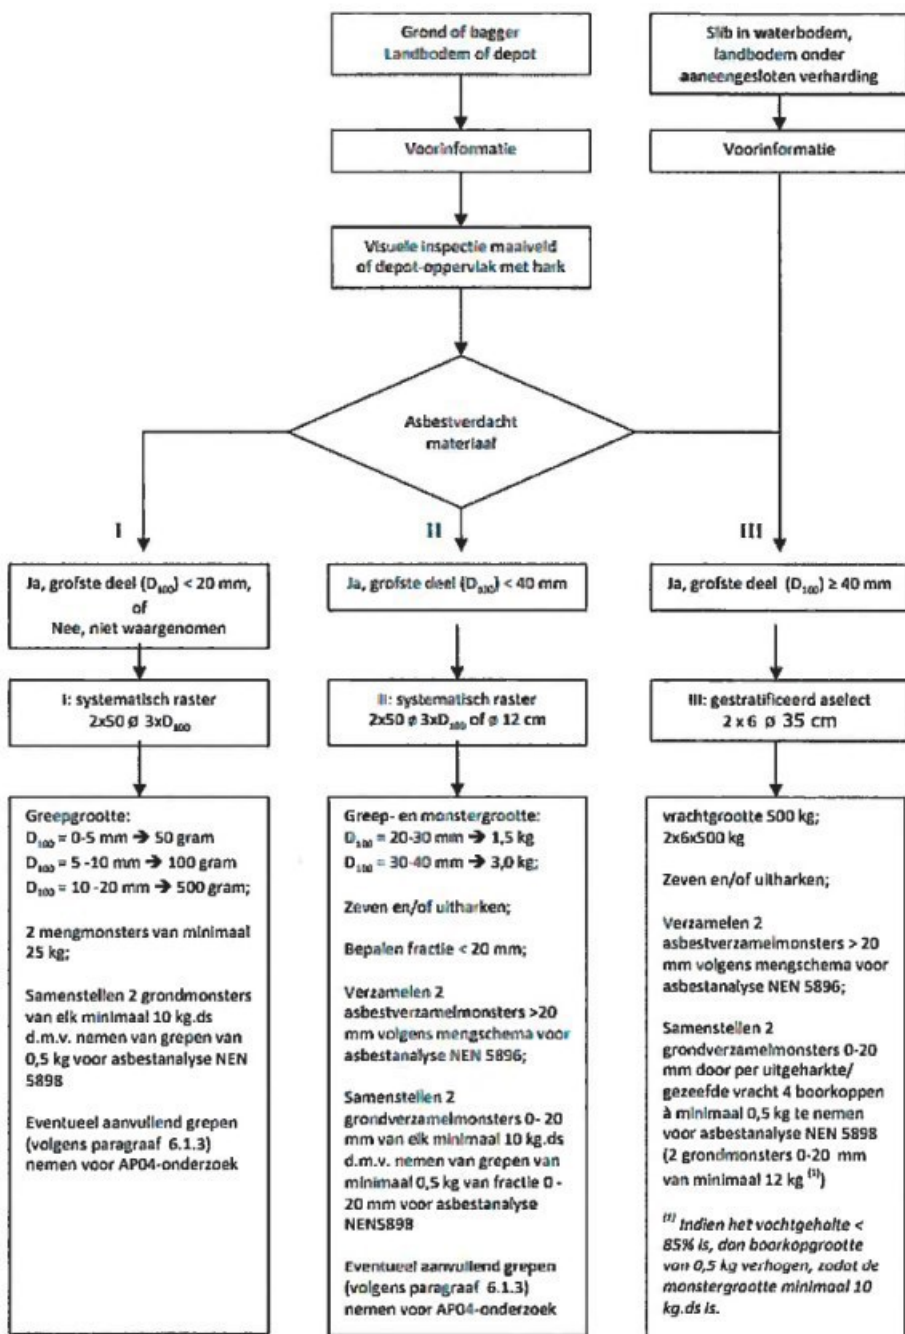 Grond of bagger
Landbodem of depot
Slib in waterbodem,
landbodem onder
aaneengesloten verharding
Voorinformatie
Voorinformatie
Visuele inspectie maaiveld
of depot-oppervlak met hark
Asbestverdacht
materiaal
I
II
III
Ja, grofste deel (D₁₀₀) < 20 mm,
of
Nee, niet waargenomen
Ja, grofste deel (D₁₀₀) < 40 mm
Ja, grofste deel (D₁₀₀) ≥ 40 mm
I: systematisch raster
2x50 ø 3xD₁₀₀
II: systematisch raster
2x50 ø 3xD₁₀₀ of ø 12 cm
III: gestratificeerd aselect
2 x 6 ø 35 cm
Greepgrootte:
D₁₀₀ = 0-5 mm ➔ 50 gram
D₁₀₀ = 5 -10 mm ➔ 100 gram
D₁₀₀ = 10 -20 mm ➔ 500 gram;
2 mengmonsters van minimaal
25 kg;
Samenstellen 2 grondmonsters
van elk minimaal 10 kg.ds
d.m.v. nemen van grepen van
0,5 kg voor asbestanalyse NEN
5898
Eventueel aanvullend grepen
(volgens paragraaf 6.1.3)
nemen voor AP04-onderzoek
Greep- en monstergrootte:
D₁₀₀ = 20-30 mm ➔ 1,5 kg
D₁₀₀ = 30-40 mm ➔ 3,0 kg;
Zeven en/of uitharken;
Bepalen fractie < 20 mm;
Verzamelen 2
asbestverzamelmonsters >20
mm volgens mengschema voor
asbestanalyse NEN 5896;
Samenstellen 2
grondverzamelmonsters 0- 20
mm van elk minimaal 10 kg.ds
d.m.v. nemen van grepen van
minimaal 0,5 kg van fractie 0 -
20 mm voor asbestanalyse
NEN5898
Eventueel aanvullend grepen
(volgens paragraaf 6.1.3)
nemen voor AP04-onderzoek
vrachtgrootte 500 kg;
2x6x500 kg
Zeven en/of uitharken;
Verzamelen 2
asbestverzamelmonsters > 20
mm volgens mengschema voor
asbestanalyse NEN 5896;
Samenstellen 2
grondverzamelmonsters 0-20
mm door per uitgeharkte/
gezeefde vracht 4 boorkoppen
à minimaal 0,5 kg te nemen
voor asbestanalyse NEN 5898
(2 grondmonsters 0-20 mm
van minimaal 12 kg ⁽¹⁾)
⁽¹⁾ Indien het vochtgehalte <
85% is, dan boorkopgrootte
van 0,5 kg verhogen, zodat de
monstergrootte minimaal 10
kg.ds is.